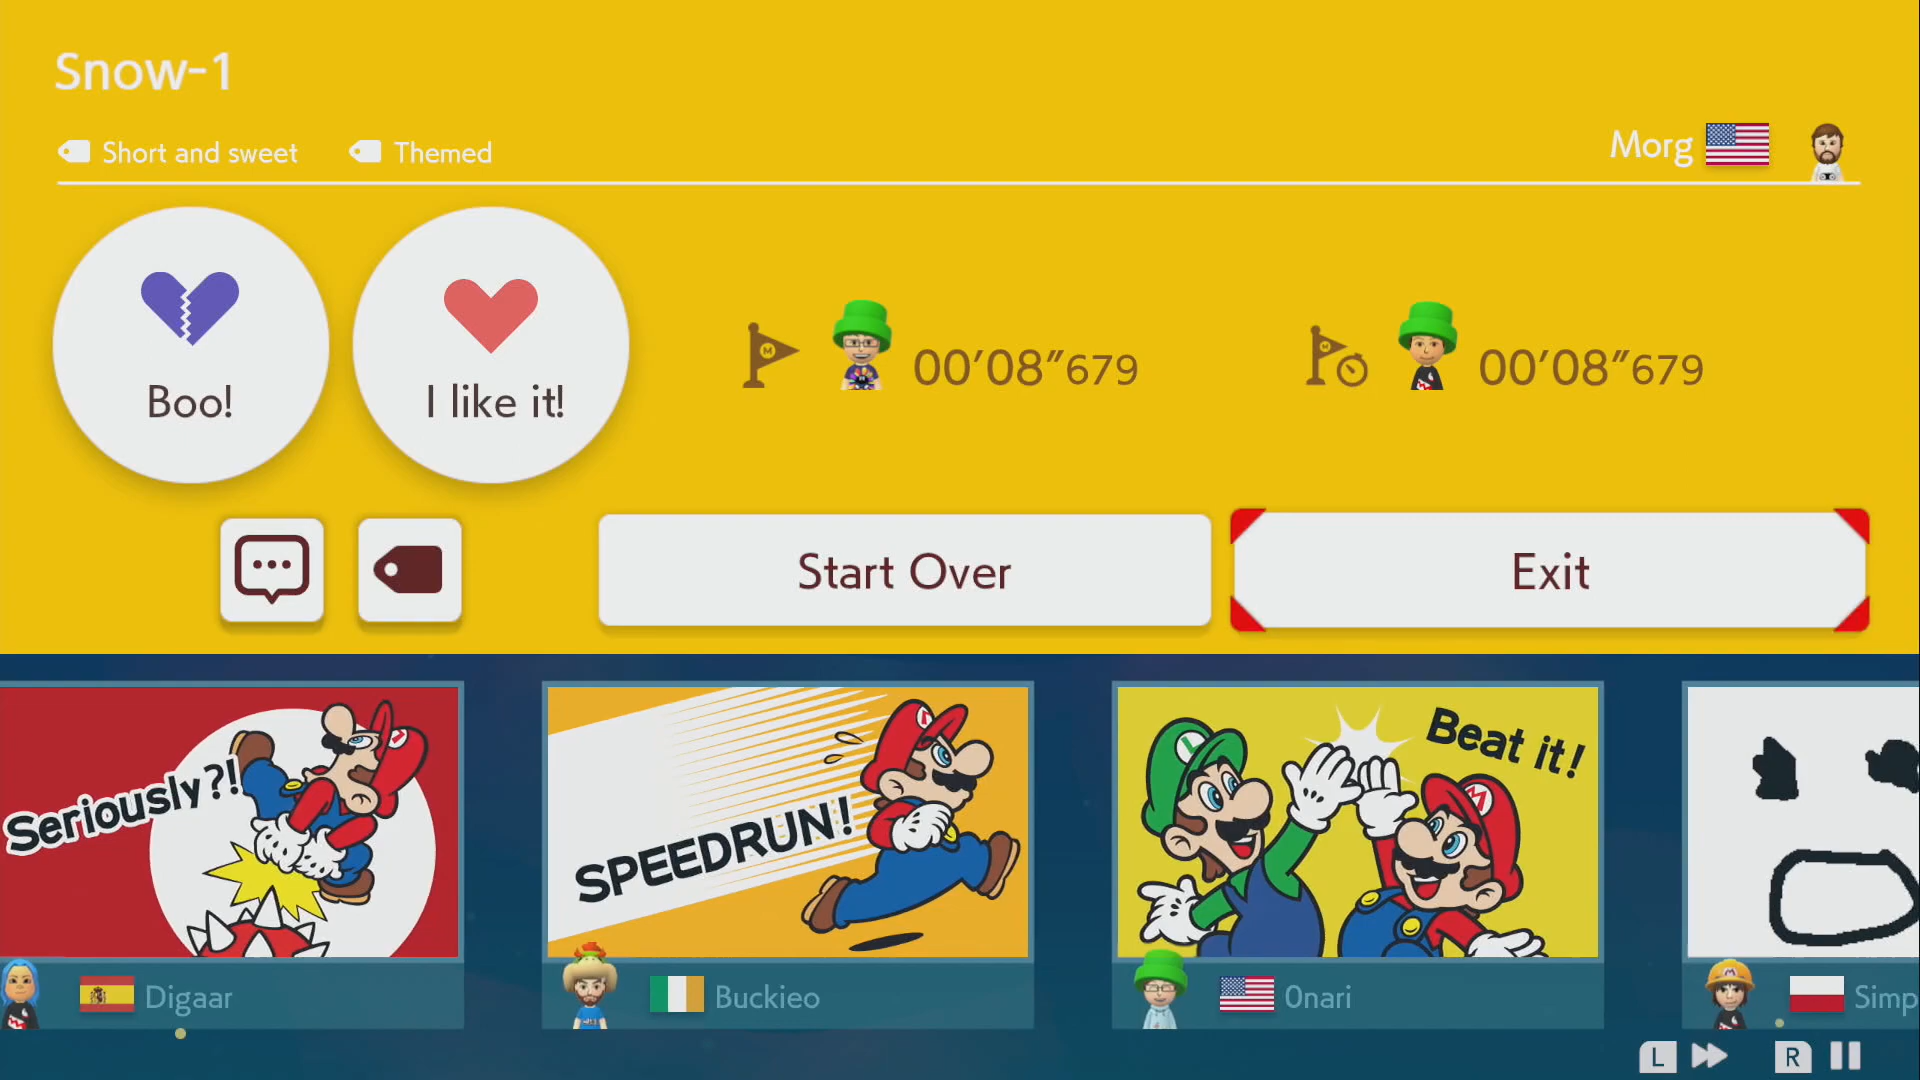 Snow-1
Short and sweet
Themed
Morg
Boo!
I like it!
M
00'08"679
M
00'08"679
Start Over
Exit
Seriously?!
SPEEDRUN!
Beat it!
L
M
Digaar
Buckieo
0nari
Simp
L
R